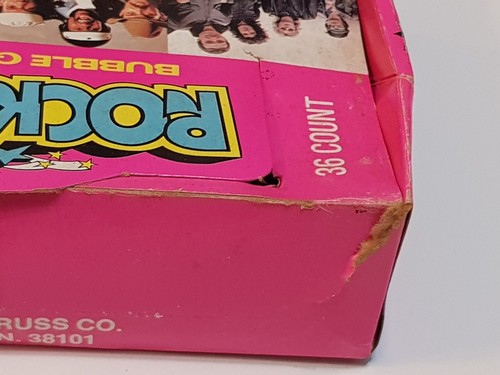 BUBBLE G
ROCK
36 COUNT
RUSS CO.
N. 38101